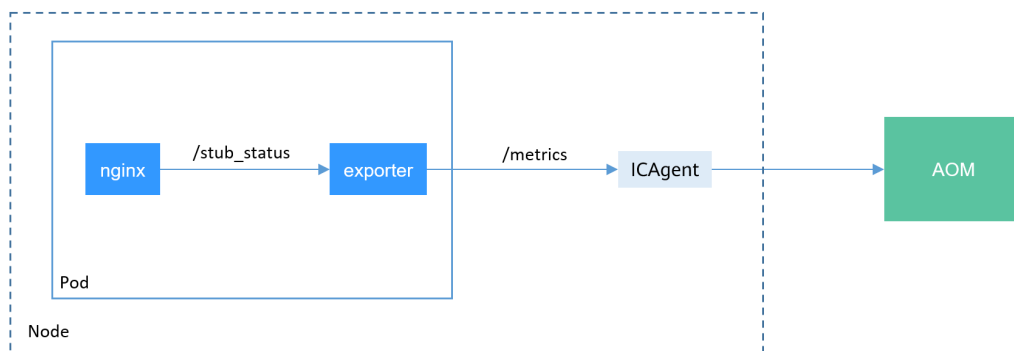 /stub_status
/metrics
nginx
exporter
ICAgent
AOM
Pod
Node